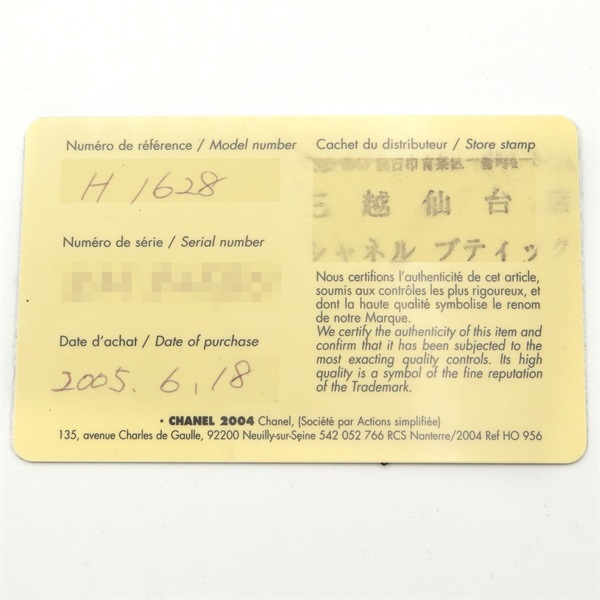 Numéro de référence / Model number
H 1628
Numéro de série / Serial number
Date d'achat / Date of purchase
2005. 6, 18
Cachet du distributeur / Store stamp
三越仙台店
シャネル ブティック
Nous certifions l'authenticité de cet article,
soumis aux contrôles les plus rigoureux, et
dont la haute qualité symbolise le renom
de notre Marque.
We certify the authenticity of this item and
confirm that it has been subjected to the
most exacting quality controls. Its high
quality is a symbol of the fine reputation
of the Trademark.
• CHANEL 2004 Chanel, (Société par Actions simplifiée)
135, avenue Charles de Gaulle, 92200 Neuilly-sur-Seine 542 052 766 RCS Nanterre/2004 Ref HO 956